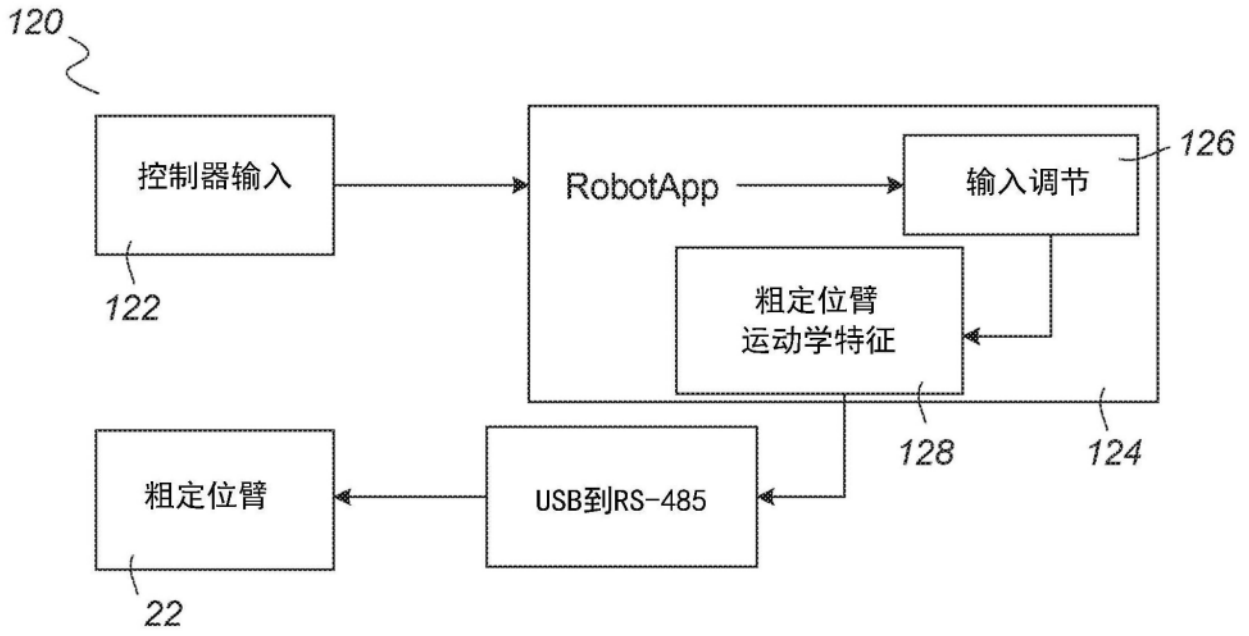 120
控制器输入
122
RobotApp
输入调节
126
粗定位臂
运动学特征
128
124
粗定位臂
22
USB到RS-485